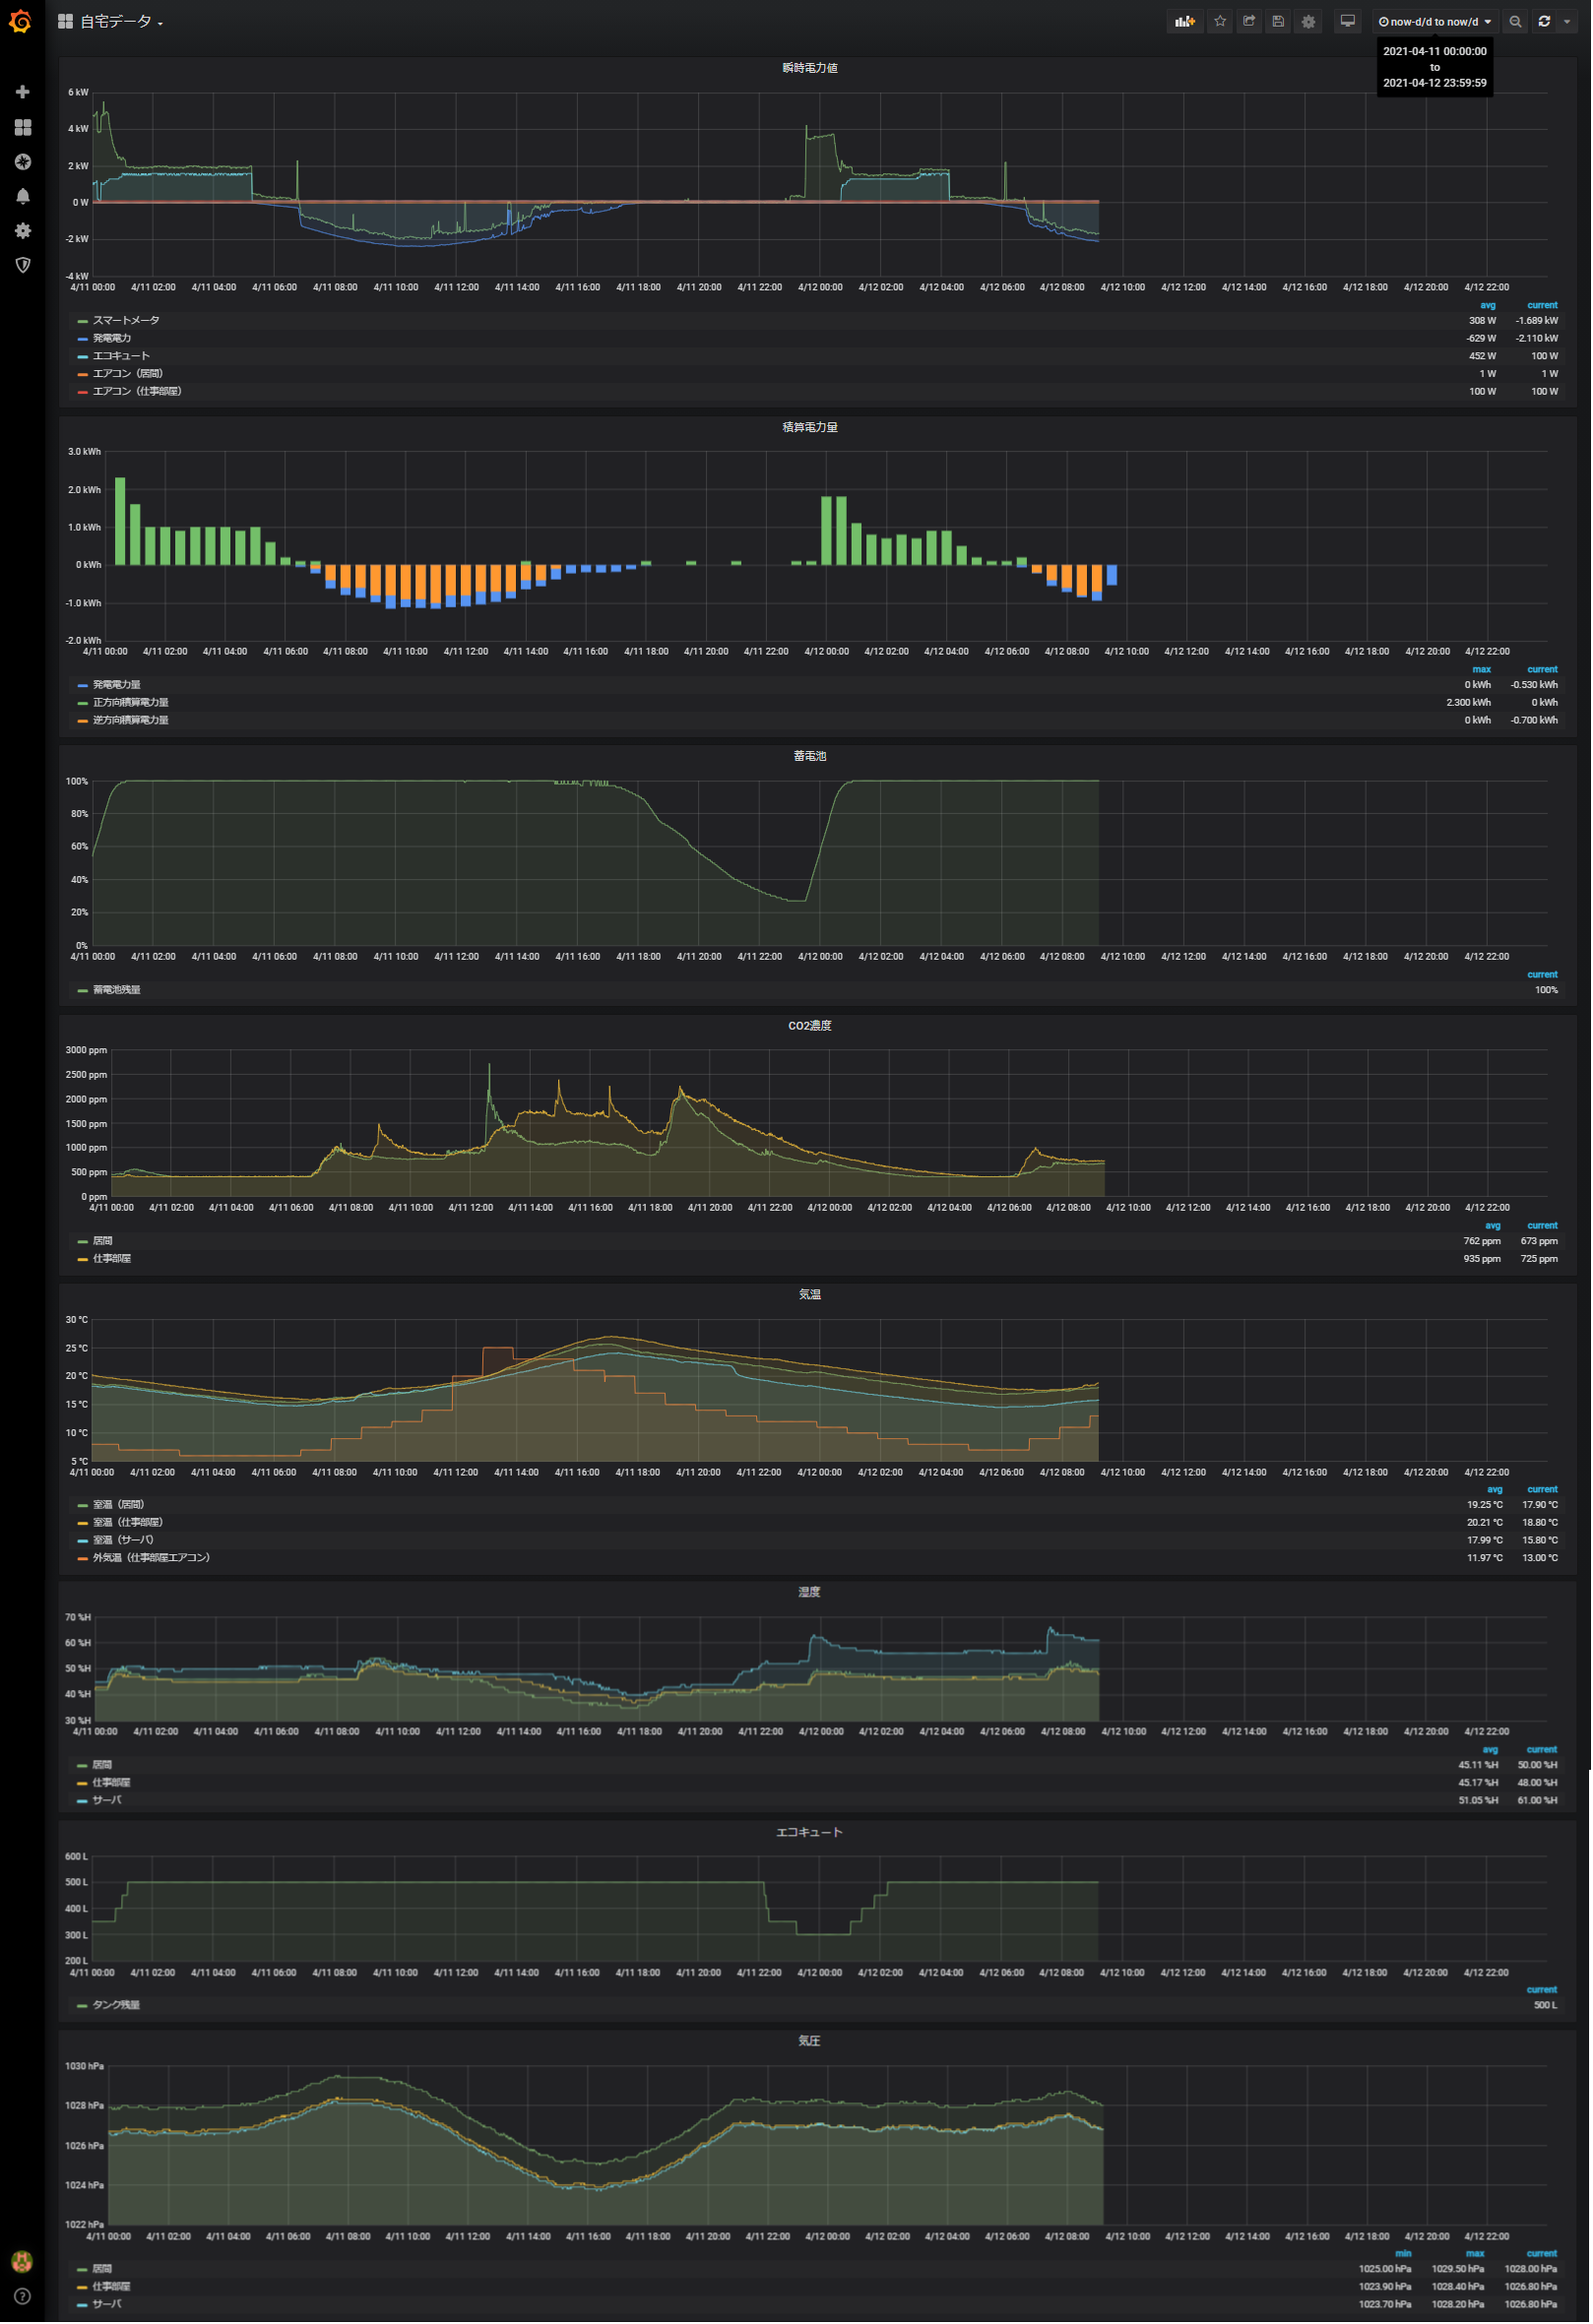 自宅データ
now-d/d to now/d
2021-04-11 00:00:00
to
2021-04-12 23:59:59
瞬時電力値
6 kW
4 kW
2 kW
0 W
-2 kW
-4 kW
4/11 00:00 4/11 02:00 4/11 04:00 4/11 06:00 4/11 08:00 4/11 10:00 4/11 12:00 4/11 14:00 4/11 16:00 4/11 18:00 4/11 20:00 4/11 22:00 4/12 00:00 4/12 02:00 4/12 04:00 4/12 06:00 4/12 08:00 4/12 10:00 4/12 12:00 4/12 14:00 4/12 16:00 4/12 18:00 4/12 20:00 4/12 22:00
avg current
スマートメータ 308 W -1.689 kW
発電電力 -629 W -2.110 kW
エコキュート 452 W 100 W
エアコン（居間） 1 W 1 W
エアコン（仕事部屋） 100 W 100 W
積算電力量
3.0 kWh
2.0 kWh
1.0 kWh
0 kWh
-1.0 kWh
-2.0 kWh
4/11 00:00 4/11 02:00 4/11 04:00 4/11 06:00 4/11 08:00 4/11 10:00 4/11 12:00 4/11 14:00 4/11 16:00 4/11 18:00 4/11 20:00 4/11 22:00 4/12 00:00 4/12 02:00 4/12 04:00 4/12 06:00 4/12 08:00 4/12 10:00 4/12 12:00 4/12 14:00 4/12 16:00 4/12 18:00 4/12 20:00 4/12 22:00
max current
発電電力量 0 kWh -0.530 kWh
正方向積算電力量 2.300 kWh 0 kWh
逆方向積算電力量 0 kWh -0.700 kWh
蓄電池
100%
80%
60%
40%
20%
0%
4/11 00:00 4/11 02:00 4/11 04:00 4/11 06:00 4/11 08:00 4/11 10:00 4/11 12:00 4/11 14:00 4/11 16:00 4/11 18:00 4/11 20:00 4/11 22:00 4/12 00:00 4/12 02:00 4/12 04:00 4/12 06:00 4/12 08:00 4/12 10:00 4/12 12:00 4/12 14:00 4/12 16:00 4/12 18:00 4/12 20:00 4/12 22:00
current
蓄電池残量 100%
CO2濃度
3000 ppm
2500 ppm
2000 ppm
1500 ppm
1000 ppm
500 ppm
0 ppm
4/11 00:00 4/11 02:00 4/11 04:00 4/11 06:00 4/11 08:00 4/11 10:00 4/11 12:00 4/11 14:00 4/11 16:00 4/11 18:00 4/11 20:00 4/11 22:00 4/12 00:00 4/12 02:00 4/12 04:00 4/12 06:00 4/12 08:00 4/12 10:00 4/12 12:00 4/12 14:00 4/12 16:00 4/12 18:00 4/12 20:00 4/12 22:00
avg current
居間 762 ppm 673 ppm
仕事部屋 935 ppm 725 ppm
気温
30 °C
25 °C
20 °C
15 °C
10 °C
5 °C
4/11 00:00 4/11 02:00 4/11 04:00 4/11 06:00 4/11 08:00 4/11 10:00 4/11 12:00 4/11 14:00 4/11 16:00 4/11 18:00 4/11 20:00 4/11 22:00 4/12 00:00 4/12 02:00 4/12 04:00 4/12 06:00 4/12 08:00 4/12 10:00 4/12 12:00 4/12 14:00 4/12 16:00 4/12 18:00 4/12 20:00 4/12 22:00
avg current
室温（居間） 19.25 °C 17.90 °C
室温（仕事部屋） 20.21 °C 18.80 °C
室温（サーバ） 17.99 °C 15.80 °C
外気温（仕事部屋エアコン） 11.97 °C 13.00 °C
湿度
70 %H
60 %H
50 %H
40 %H
30 %H
4/11 00:00 4/11 02:00 4/11 04:00 4/11 06:00 4/11 08:00 4/11 10:00 4/11 12:00 4/11 14:00 4/11 16:00 4/11 18:00 4/11 20:00 4/11 22:00 4/12 00:00 4/12 02:00 4/12 04:00 4/12 06:00 4/12 08:00 4/12 10:00 4/12 12:00 4/12 14:00 4/12 16:00 4/12 18:00 4/12 20:00 4/12 22:00
avg current
居間 45.11 %H 50.00 %H
仕事部屋 45.17 %H 48.00 %H
サーバ 51.05 %H 61.00 %H
エコキュート
600 L
500 L
400 L
300 L
200 L
4/11 00:00 4/11 02:00 4/11 04:00 4/11 06:00 4/11 08:00 4/11 10:00 4/11 12:00 4/11 14:00 4/11 16:00 4/11 18:00 4/11 20:00 4/11 22:00 4/12 00:00 4/12 02:00 4/12 04:00 4/12 06:00 4/12 08:00 4/12 10:00 4/12 12:00 4/12 14:00 4/12 16:00 4/12 18:00 4/12 20:00 4/12 22:00
current
タンク残量 500 L
気圧
1030 hPa
1028 hPa
1026 hPa
1024 hPa
1022 hPa
4/11 00:00 4/11 02:00 4/11 04:00 4/11 06:00 4/11 08:00 4/11 10:00 4/11 12:00 4/11 14:00 4/11 16:00 4/11 18:00 4/11 20:00 4/11 22:00 4/12 00:00 4/12 02:00 4/12 04:00 4/12 06:00 4/12 08:00 4/12 10:00 4/12 12:00 4/12 14:00 4/12 16:00 4/12 18:00 4/12 20:00 4/12 22:00
min max current
居間 1025.00 hPa 1029.50 hPa 1028.00 hPa
仕事部屋 1023.90 hPa 1028.40 hPa 1026.80 hPa
サーバ 1023.70 hPa 1028.20 hPa 1026.80 hPa